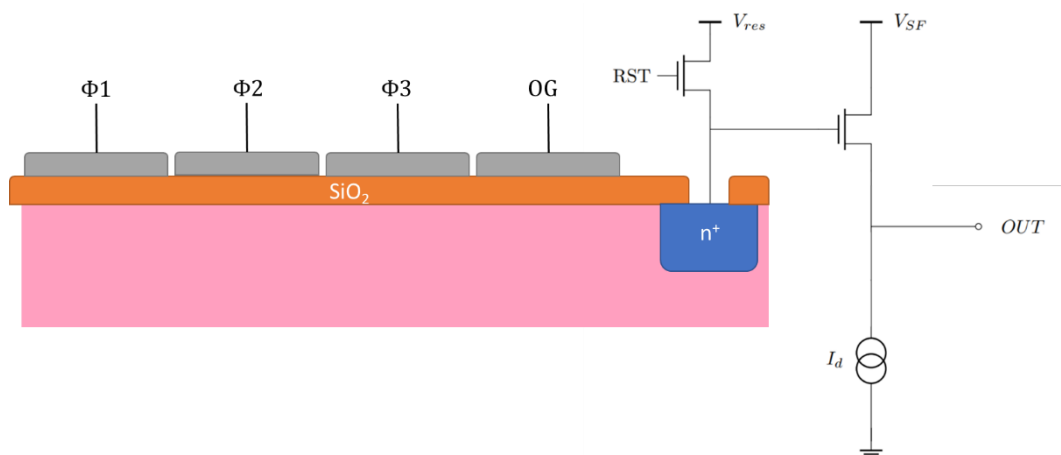 V_res
V_SF
RST
Φ1
Φ2
Φ3
OG
SiO₂
n⁺
OUT
I_d